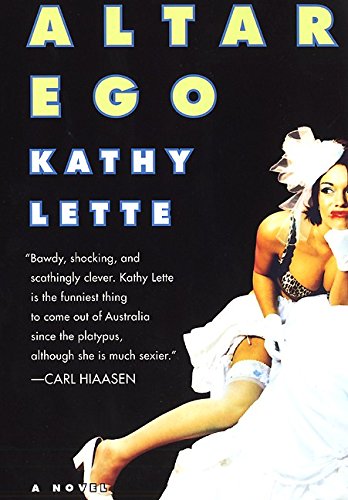 ALTAR
EGO
KATHY
LETTE
"Bawdy, shocking, and
scathingly clever. Kathy Lette
is the funniest thing
to come out of Australia
since the platypus,
although she is much sexier."
—CARL HIAASEN
A NOVEL